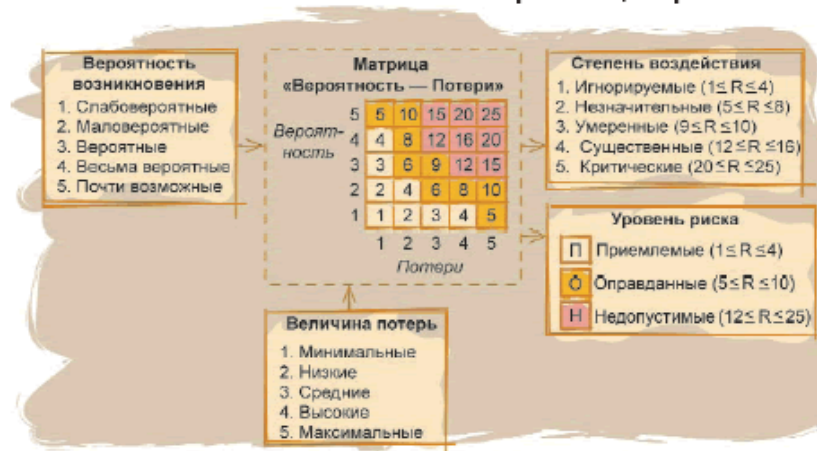 Вероятность
возникновения
1. Слабовероятные
2. Маловероятные
3. Вероятные
4. Весьма вероятные
5. Почти возможные
Матрица
«Вероятность — Потери»
Вероят-
ность
5 5 10 15 20 25
4 4 8 12 16 20
3 3 6 9 12 15
2 2 4 6 8 10
1 1 2 3 4 5
1 2 3 4 5
Потери
Степень воздействия
1. Игнорируемые (1≤ R≤4)
2. Незначительные (5≤ R ≤8)
3. Умеренные (9≤R ≤10)
4. Существенные (12 ≤R ≤16)
5. Критические (20 ≤R ≤25)
Уровень риска
П Приемлемые (1≤ R ≤4)
О Оправданные (5≤ R ≤10)
Н Недопустимые (12≤ R ≤25)
Величина потерь
1. Минимальные
2. Низкие
3. Средние
4. Высокие
5. Максимальные